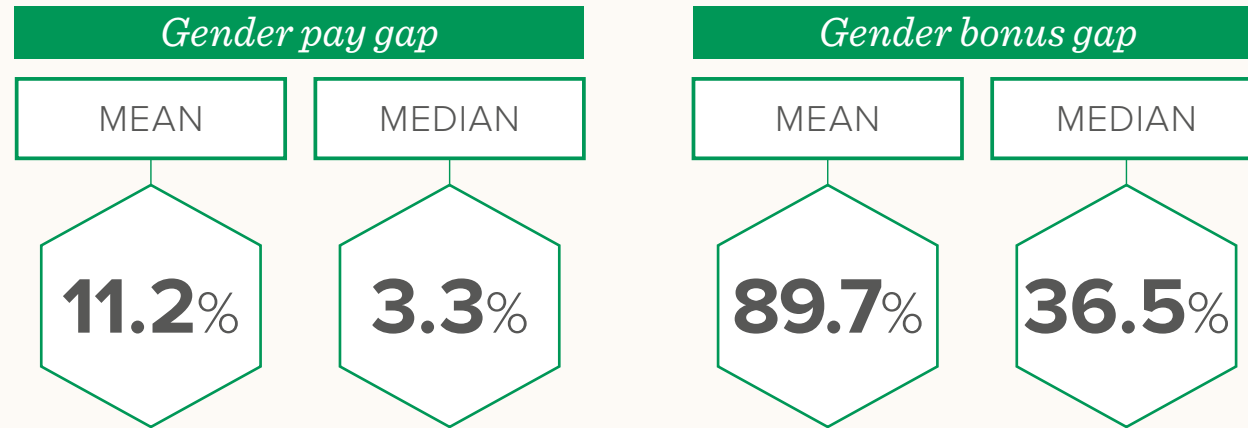 Gender pay gap
MEAN
MEDIAN
11.2%
3.3%
Gender bonus gap
MEAN
MEDIAN
89.7%
36.5%